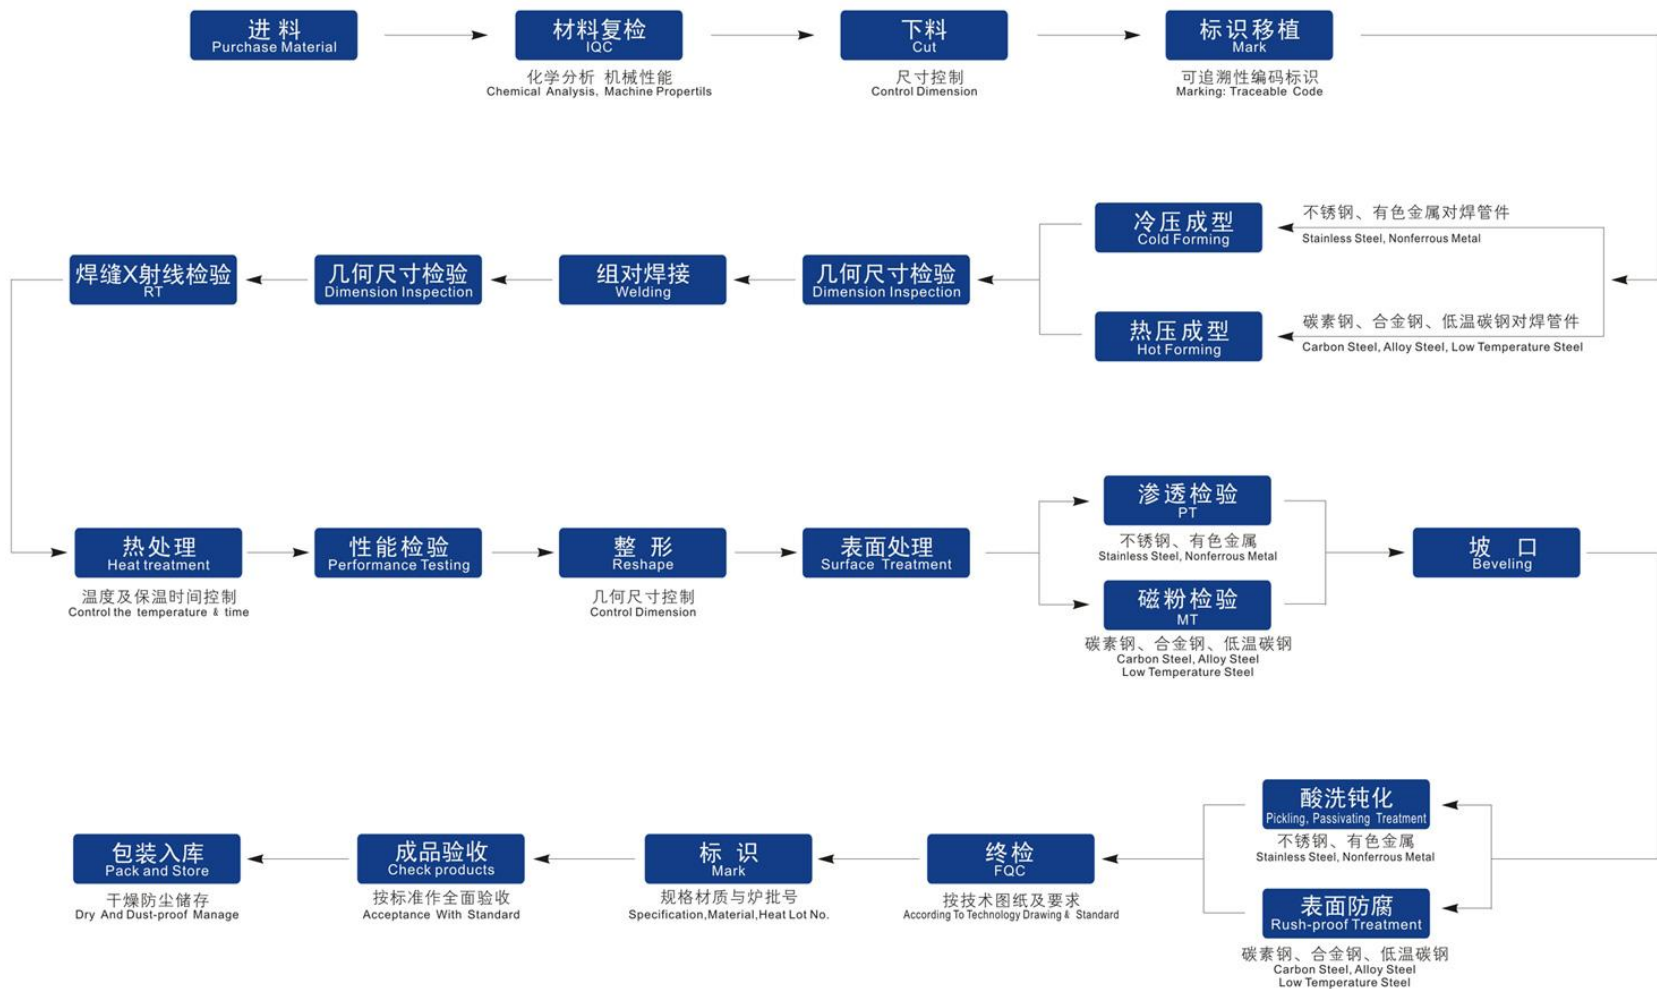 进 料
Purchase Material
材料复检
IQC
化学分析 机械性能
Chemical Analysis, Machine Propertils
下料
Cut
尺寸控制
Control Dimension
标识移植
Mark
可追溯性编码标识
Marking: Traceable Code
冷压成型
Cold Forming
不锈钢、有色金属对焊管件
Stainless Steel, Nonferrous Metal
热压成型
Hot Forming
碳素钢、合金钢、低温碳钢对焊管件
Carbon Steel, Alloy Steel, Low Temperature Steel
几何尺寸检验
Dimension Inspection
组对焊接
Welding
几何尺寸检验
Dimension Inspection
焊缝X射线检验
RT
热处理
Heat treatment
温度及保温时间控制
Control the temperature & time
性能检验
Performance Testing
整 形
Reshape
几何尺寸控制
Control Dimension
表面处理
Surface Treatment
渗透检验
PT
不锈钢、有色金属
Stainless Steel, Nonferrous Metal
磁粉检验
MT
碳素钢、合金钢、低温碳钢
Carbon Steel, Alloy Steel
Low Temperature Steel
坡 口
Beveling
酸洗钝化
Pickling, Passivating Treatment
不锈钢、有色金属
Stainless Steel, Nonferrous Metal
表面防腐
Rush-proof Treatment
碳素钢、合金钢、低温碳钢
Carbon Steel, Alloy Steel
Low Temperature Steel
终检
FQC
按技术图纸及要求
According To Technology Drawing & Standard
标 识
Mark
规格材质与炉批号
Specification,Material,Heat Lot No.
成品验收
Check products
按标准作全面验收
Acceptance With Standard
包装入库
Pack and Store
干燥防尘储存
Dry And Dust-proof Manage